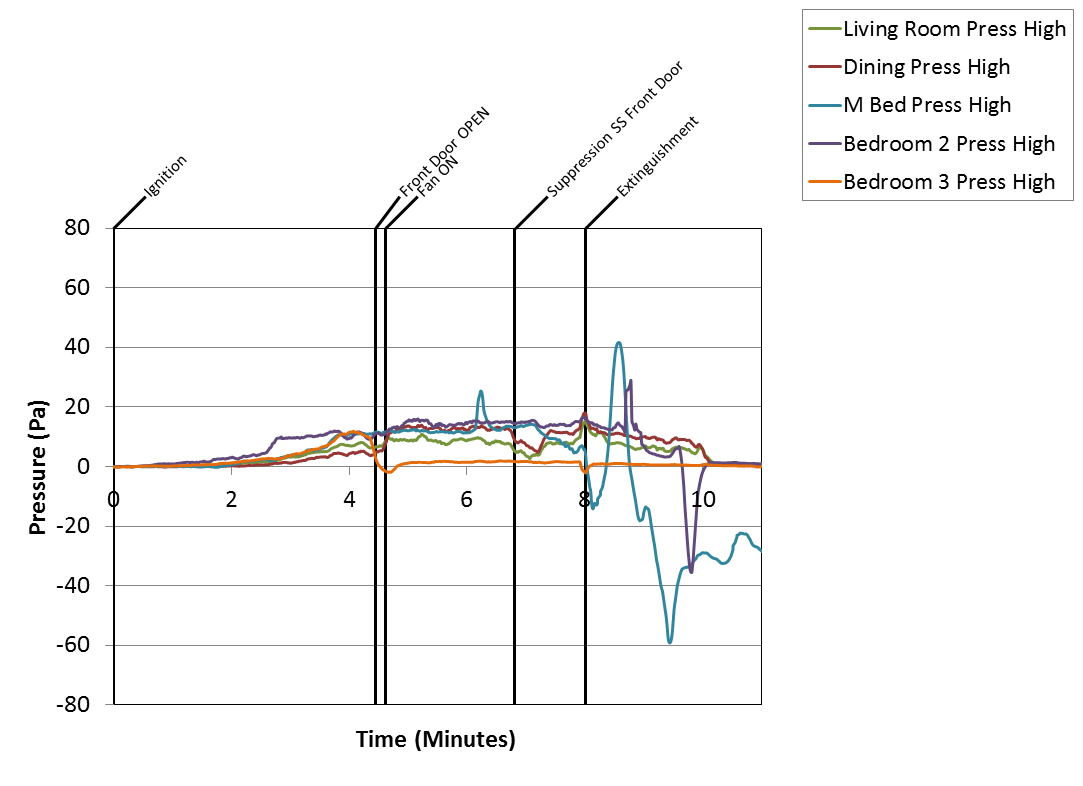 Living Room Press High
Dining Press High
M Bed Press High
Bedroom 2 Press High
Bedroom 3 Press High
Ignition
Front Door OPEN
Fan ON
Suppression SS Front Door
Extinguishment
80
60
40
20
0
-20
-40
-60
-80
0 2 4 6 8 10
Pressure (Pa)
Time (Minutes)